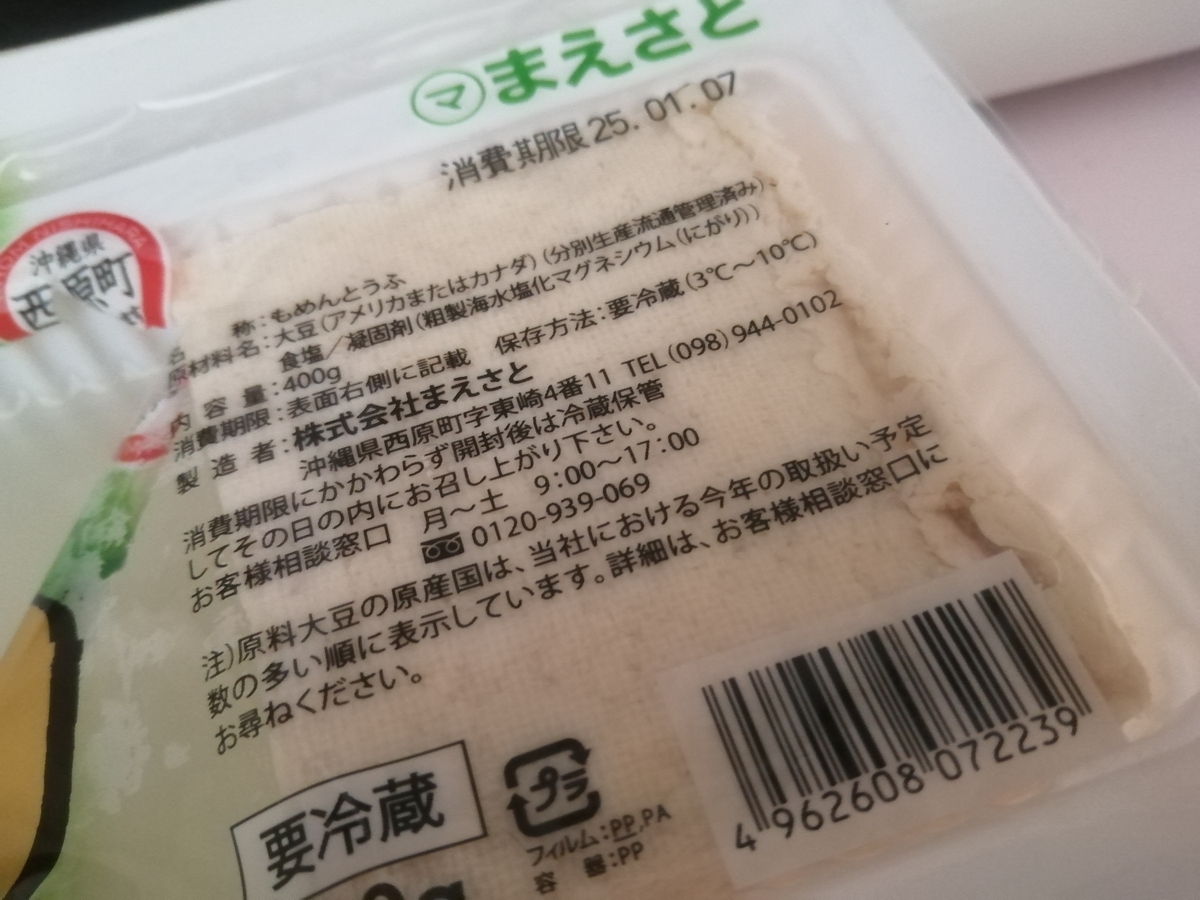 マ まえさと
消費期限 25.01.07
沖縄県
西原町
名 称:もめんとうふ
原材料名:大豆(アメリカまたはカナダ)(分別生産流通管理済み)、
食塩/凝固剤(粗製海水塩化マグネシウム(にがり))
内 容 量:400g 保存方法:要冷蔵(3℃〜10℃)
消費期限:表面右側に記載
製 造 者:株式会社まえさと
沖縄県西原町字東崎4番11 TEL(098)944-0102
消費期限にかかわらず開封後は冷蔵保管
してその日の内にお召し上がり下さい。
お客様相談窓口 月〜土 9:00〜17:00
0120-939-069
注)原料大豆の原産国は、当社における今年の取扱い予定
数の多い順に表示しています。詳細は、お客様相談窓口に
お尋ねください。
要冷蔵
プラ
フィルム:PP,PA
容 器:PP
4 962608 072239